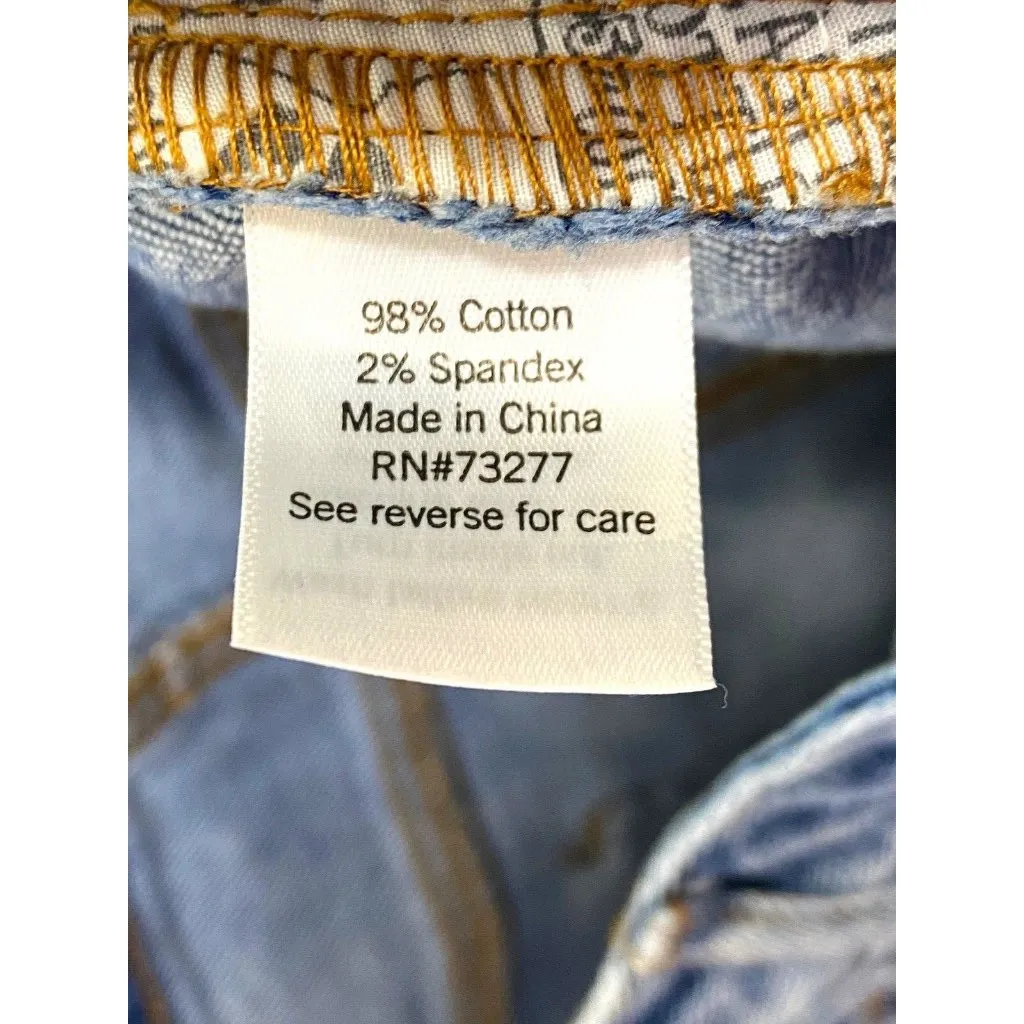 98% Cotton
2% Spandex
Made in China
RN#73277
See reverse for care